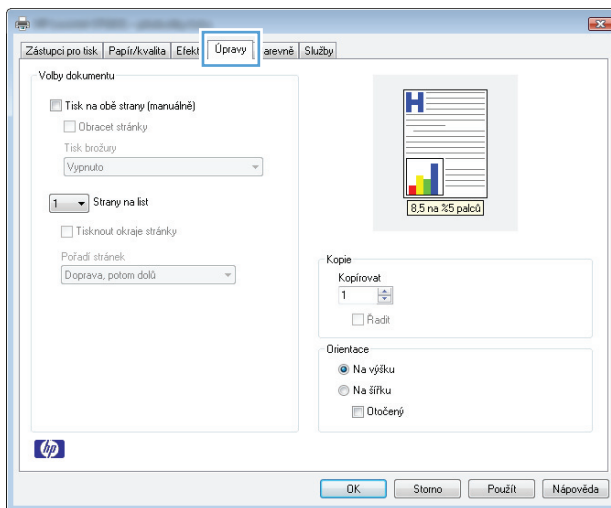 Zástupci pro tisk Papír/kvalita Efekt Úpravy arevně Služby
Volby dokumentu
Tisk na obě strany (manuálně)
Obracet stránky
Tisk brožury
Vypnuto
1 Strany na list
Tisknout okraje stránky
Pořadí stránek
Doprava, potom dolů
H
8,5 na %5 palců
Kopie
Kopírovat
1
Řadit
Orientace
Na výšku
Na šířku
Otočený
hp
OK Storno Použít Nápověda